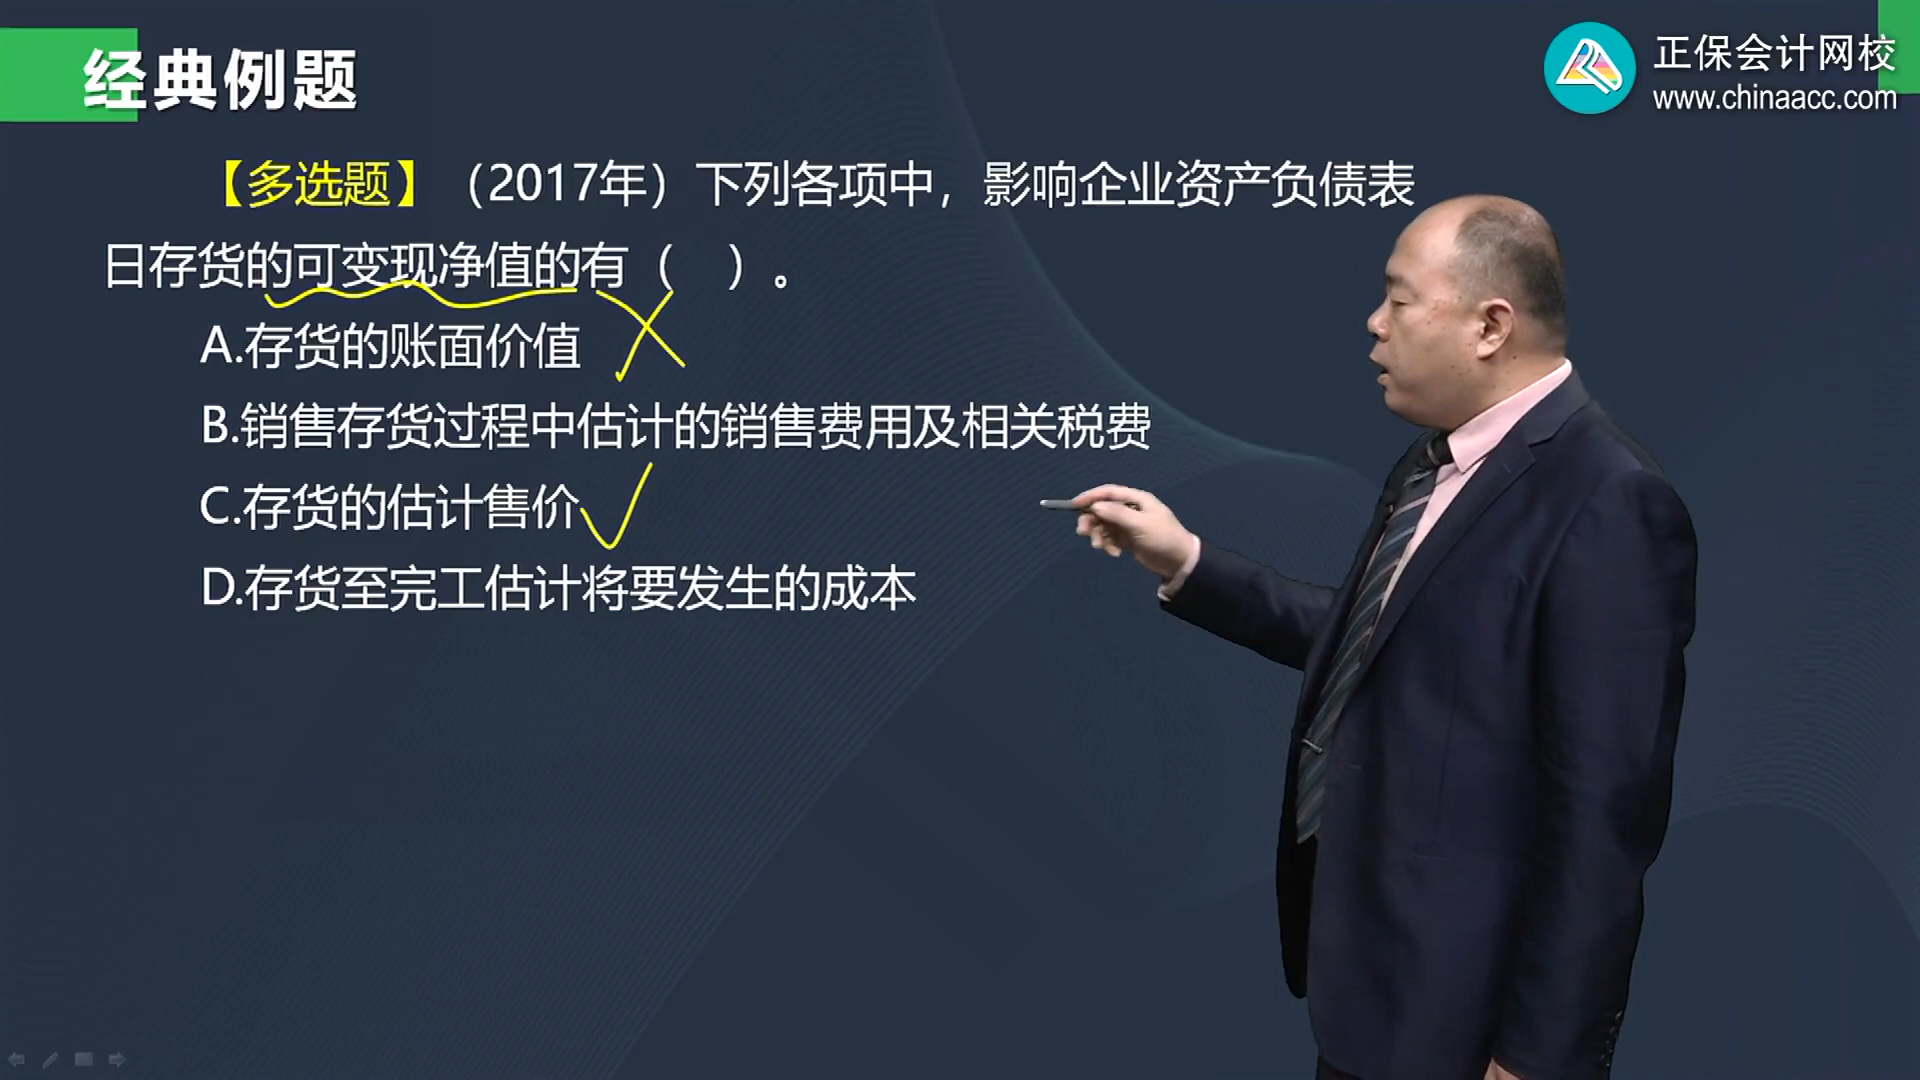 经典例题
正保会计网校
www.chinaacc.com
【多选题】（2017年）下列各项中，影响企业资产负债表
日存货的可变现净值的有（ ）。
A.存货的账面价值
B.销售存货过程中估计的销售费用及相关税费
C.存货的估计售价
D.存货至完工估计将要发生的成本